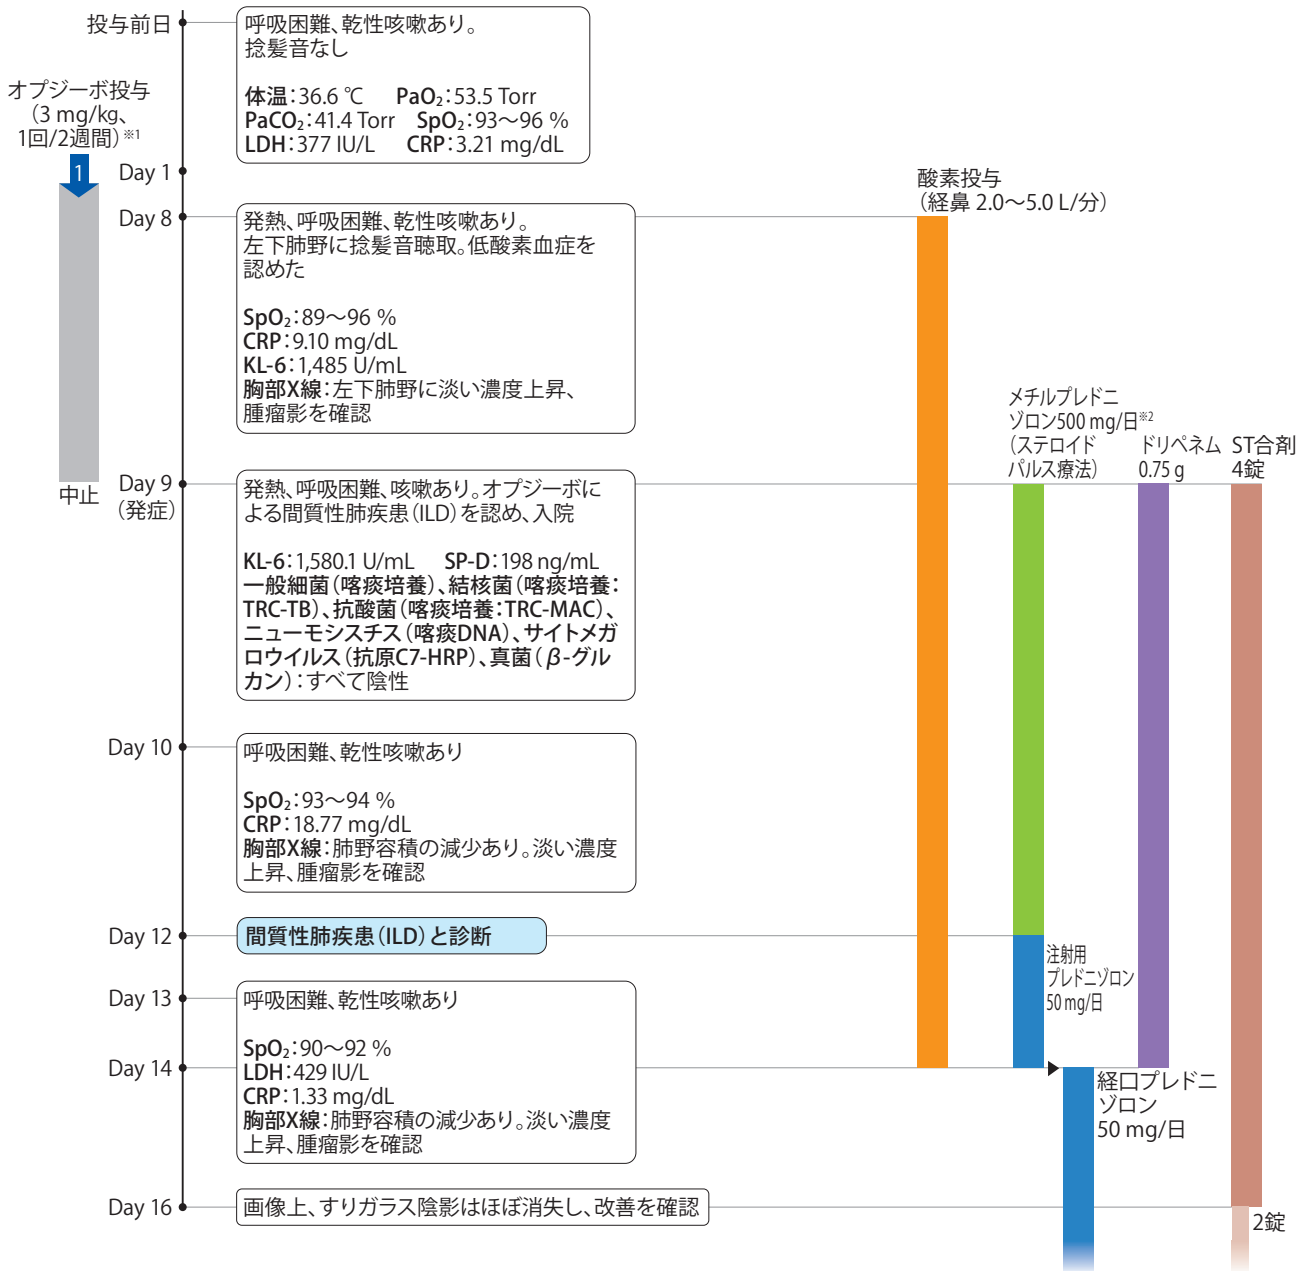 投与前日
呼吸困難、乾性咳嗽あり。
捻髪音なし
体温：36.6 ℃　PaO₂：53.5 Torr
PaCO₂：41.4 Torr　SpO₂：93〜96 %
LDH：377 IU/L　CRP：3.21 mg/dL
オプジーボ投与
（3 mg/kg、
1回/2週間）※1
1
Day 1
酸素投与
（経鼻 2.0〜5.0 L/分）
Day 8
発熱、呼吸困難、乾性咳嗽あり。
左下肺野に捻髪音聴取。低酸素血症を
認めた
SpO₂：89〜96 %
CRP：9.10 mg/dL
KL-6：1,485 U/mL
胸部X線：左下肺野に淡い濃度上昇、
腫瘤影を確認
メチルプレドニ
ゾロン500 mg/日※2
（ステロイド
パルス療法）
ドリペネム
0.75 g
ST合剤
4錠
中止
Day 9
（発症）
発熱、呼吸困難、咳嗽あり。オプジーボに
よる間質性肺疾患（ILD）を認め、入院
KL-6：1,580.1 U/mL　SP-D：198 ng/mL
一般細菌（喀痰培養）、結核菌（喀痰培養：
TRC-TB）、抗酸菌（喀痰培養：TRC-MAC）、
ニューモシスチス（喀痰DNA）、サイトメガ
ロウイルス（抗原C7-HRP）、真菌（β-グル
カン）：すべて陰性
Day 10
呼吸困難、乾性咳嗽あり
SpO₂：93〜94 %
CRP：18.77 mg/dL
胸部X線：肺野容積の減少あり。淡い濃度
上昇、腫瘤影を確認
Day 12
間質性肺疾患（ILD）と診断
注射用
プレドニゾロン
50 mg/日
Day 13
呼吸困難、乾性咳嗽あり
SpO₂：90〜92 %
LDH：429 IU/L
CRP：1.33 mg/dL
胸部X線：肺野容積の減少あり。淡い濃度
上昇、腫瘤影を確認
Day 14
経口プレドニ
ゾロン
50 mg/日
Day 16
画像上、すりガラス陰影はほぼ消失し、改善を確認
2錠